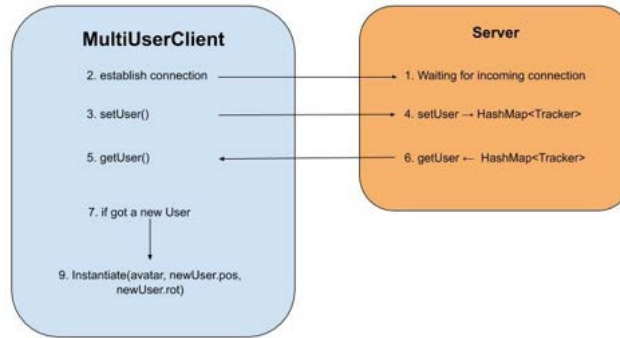 MultiUserClient
2. establish connection
3. setUser()
5. getUser()
7. if got a new User
9. Instantiate(avatar, newUser.pos,
newUser.rot)
Server
1. Waiting for incoming connection
4. setUser → HashMap<Tracker>
6. getUser ← HashMap<Tracker>